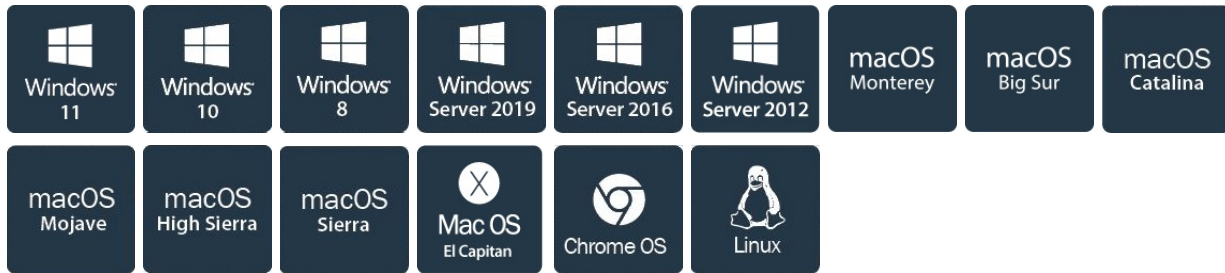 Windows
11
Windows
10
Windows
8
Windows
Server 2019
Windows
Server 2016
Windows
Server 2012
macOS
Monterey
macOS
Big Sur
macOS
Catalina
macOS
Mojave
macOS
High Sierra
macOS
Sierra
X
Mac OS
El Capitan
Chrome OS
Linux